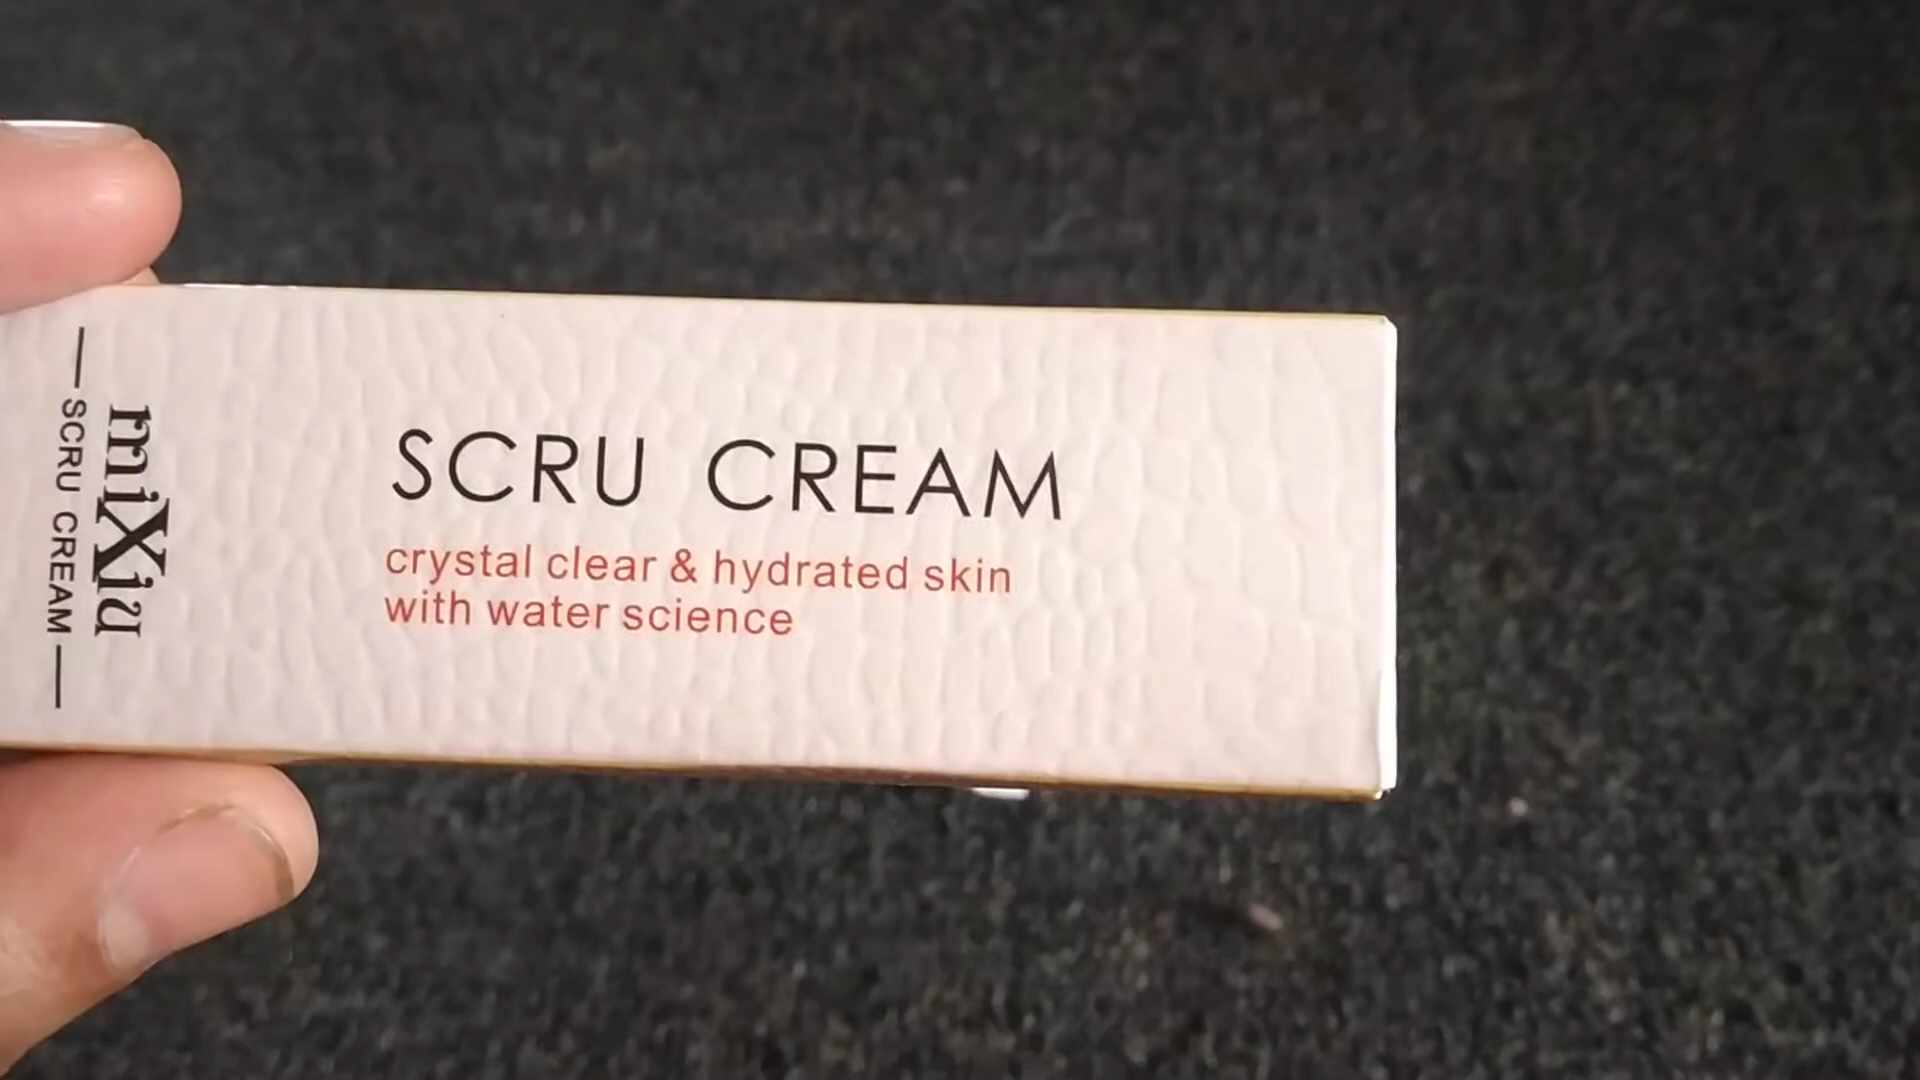 miXiu
SCRU CREAM
SCRU CREAM
crystal clear & hydrated skin
with water science